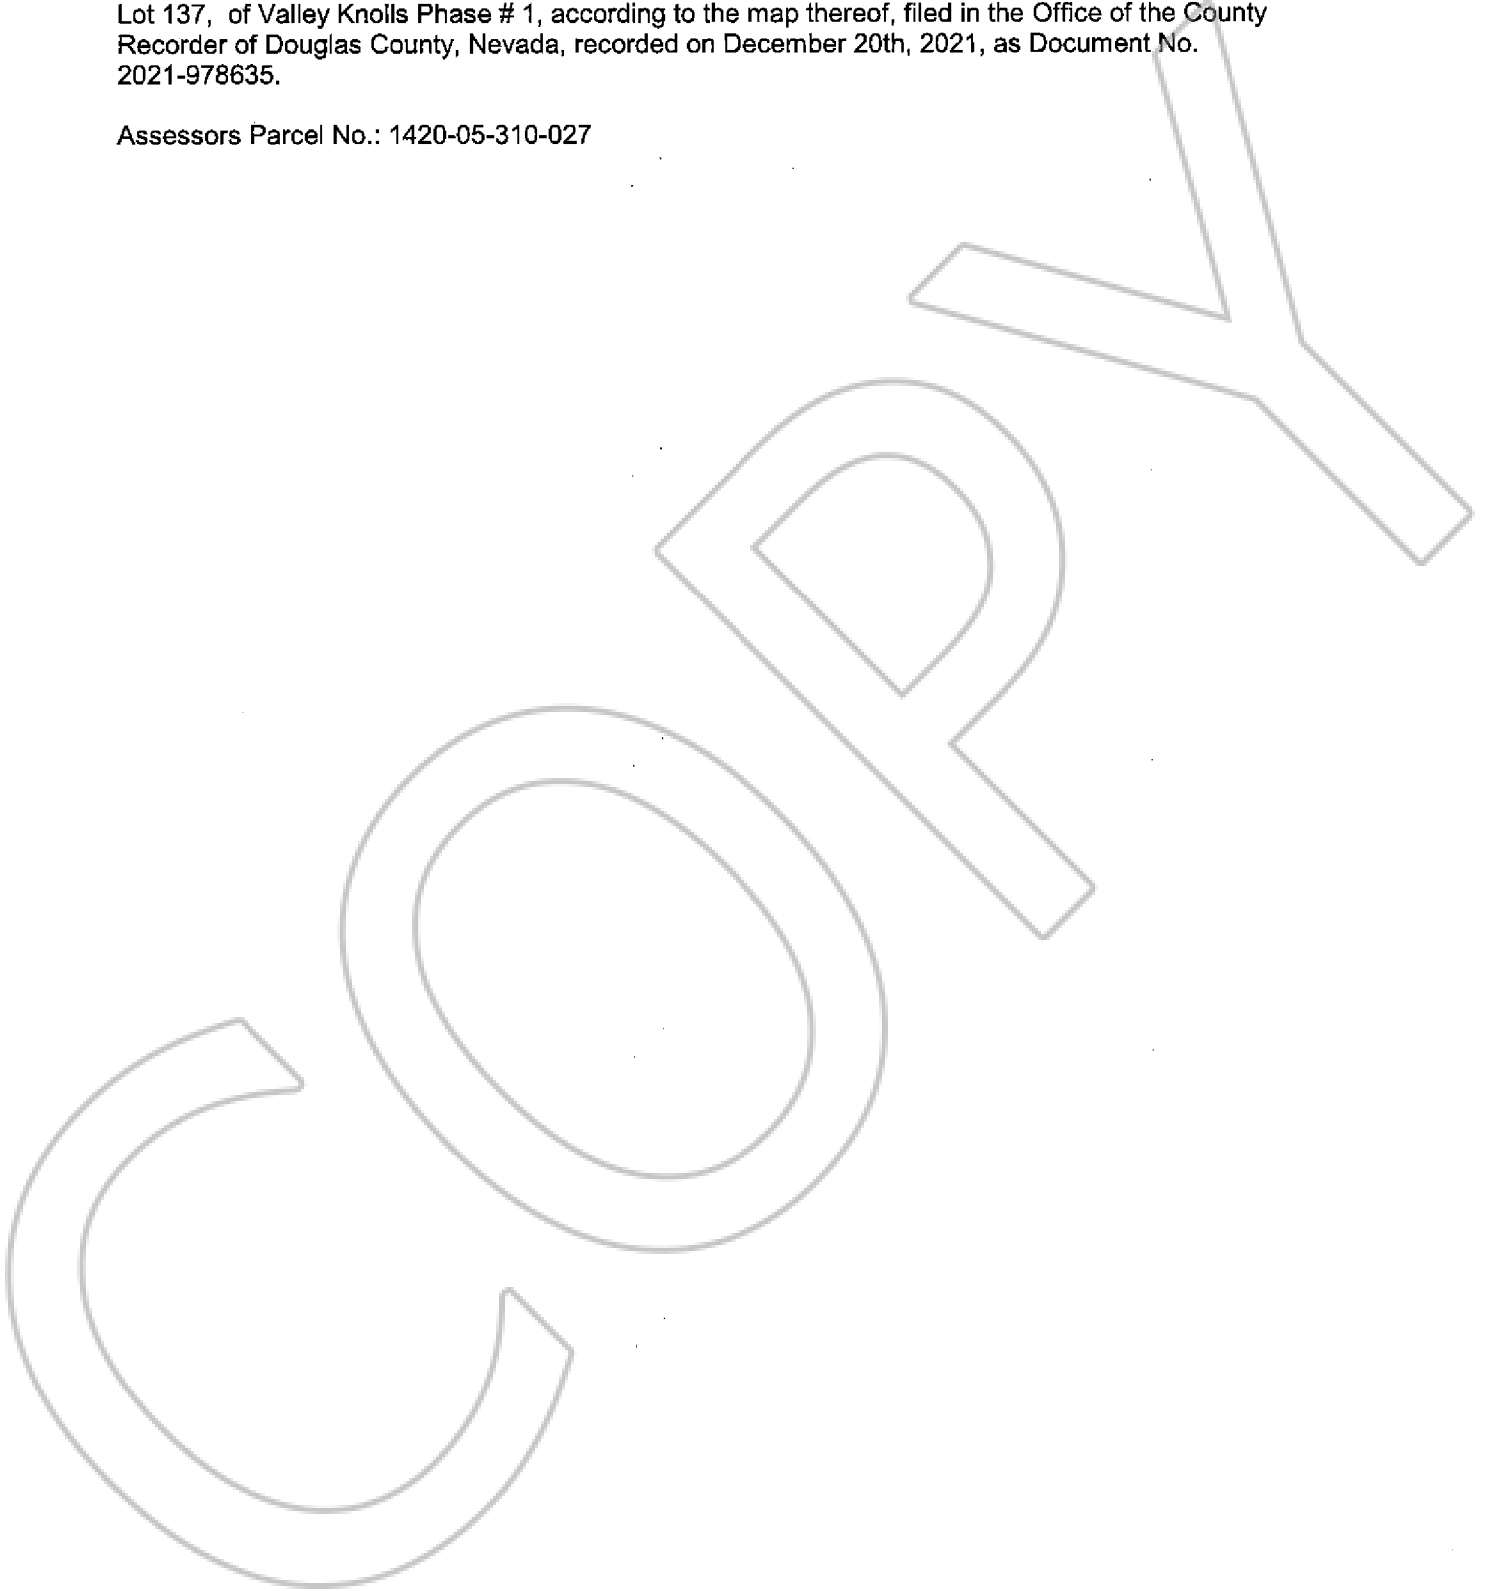 Lot 137,  of Valley Knolls Phase # 1, according to the map thereof, filed in the Office of the County
Recorder of Douglas County, Nevada, recorded on December 20th, 2021, as Document No.
2021-978635.
Assessors Parcel No.: 1420-05-310-027
COPY